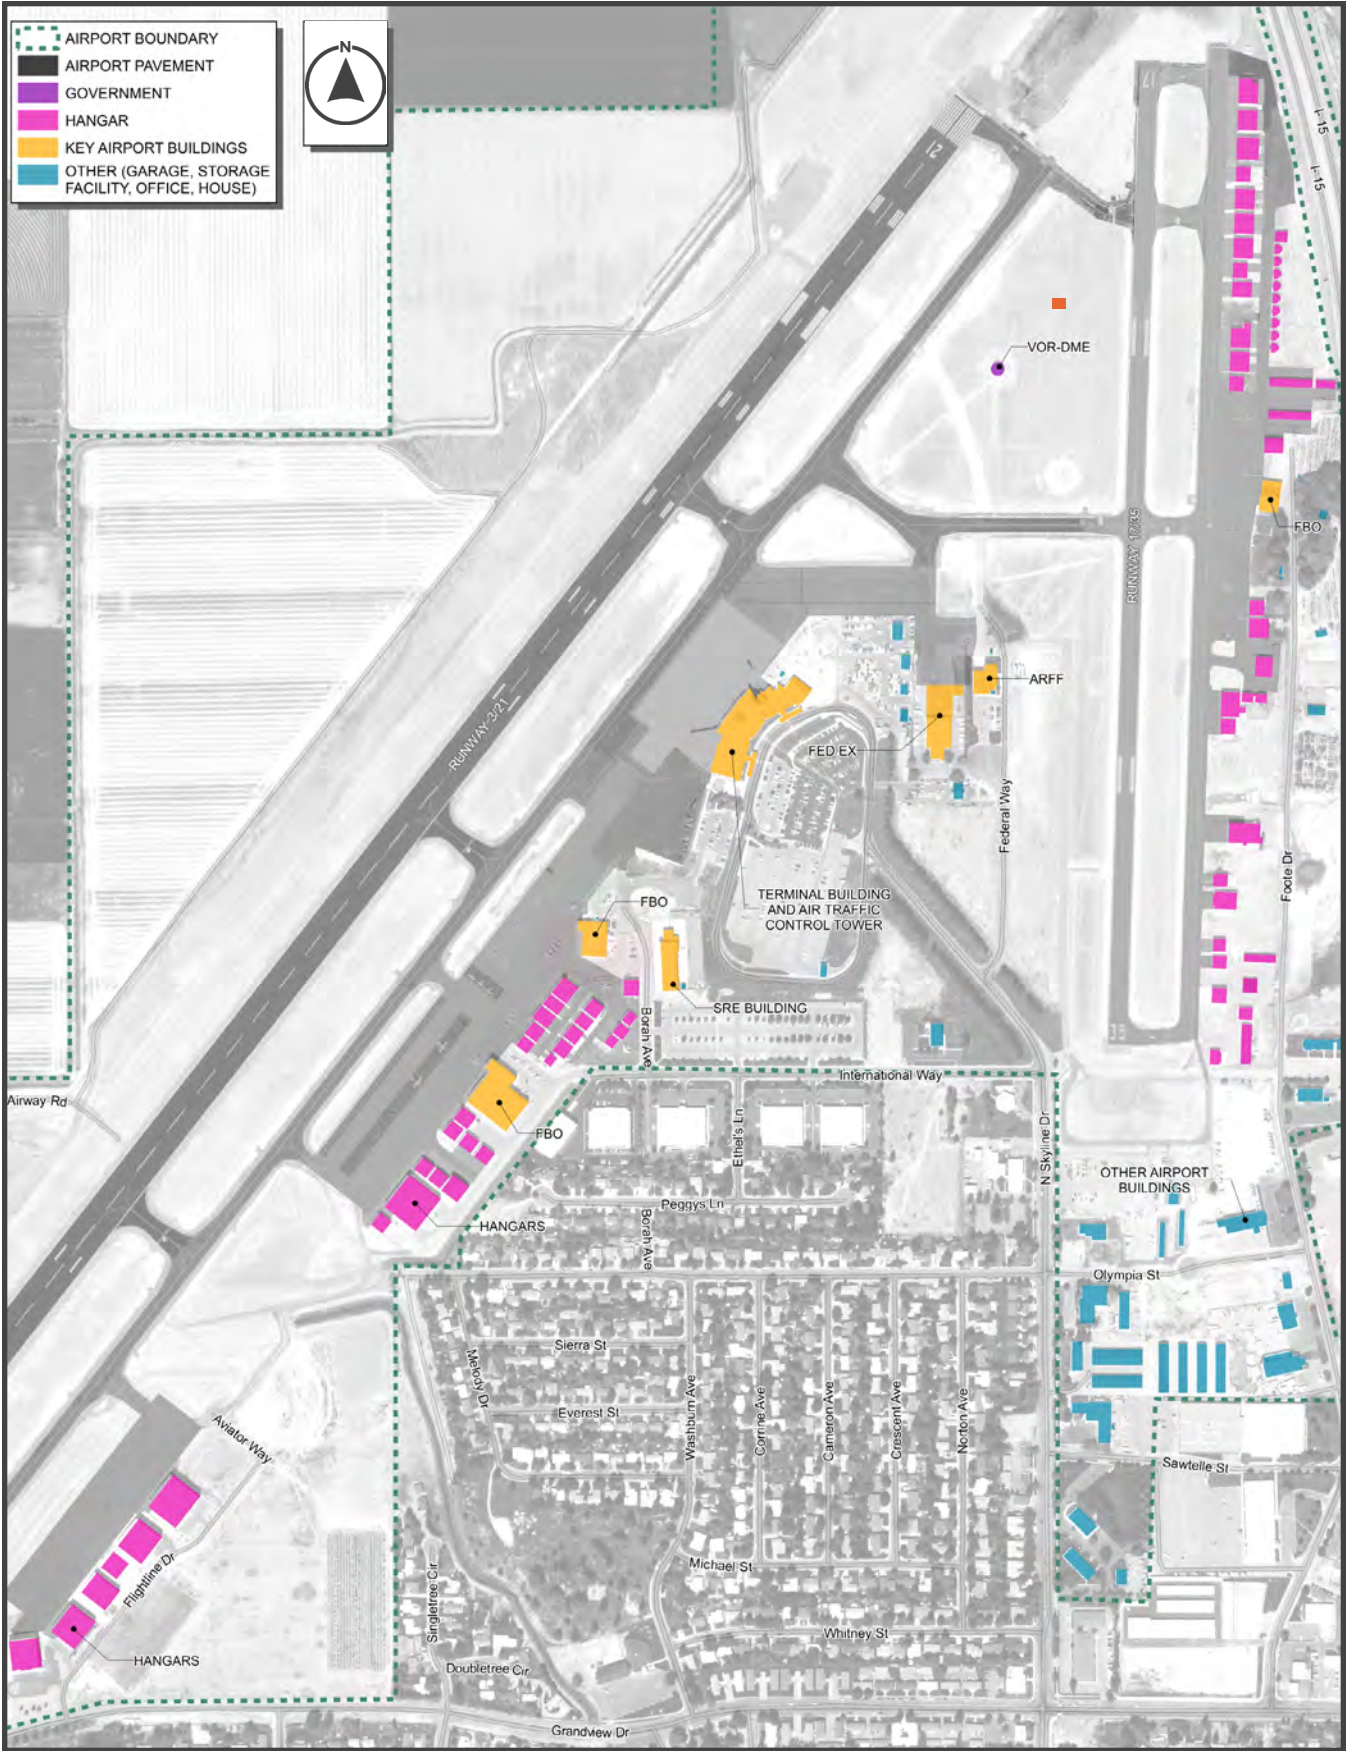 AIRPORT BOUNDARY
AIRPORT PAVEMENT
GOVERNMENT
HANGAR
KEY AIRPORT BUILDINGS
OTHER (GARAGE, STORAGE
FACILITY, OFFICE, HOUSE)
N
I-15
I-15
17
21
VOR-DME
FBO
RUNWAY 17/35
ARFF
FED EX
RUNWAY 3/21
Federal Way
Foote Dr
TERMINAL BUILDING
AND AIR TRAFFIC
CONTROL TOWER
FBO
SRE BUILDING
Borah Ave
International Way
Airway Rd
FBO
Ethel's Ln
N Skyline Dr
OTHER AIRPORT
BUILDINGS
Peggys Ln
HANGARS
Borah Ave
Olympia St
Sierra St
Melody Dr
Everest St
Washburn Ave
Corrine Ave
Cameron Ave
Crescent Ave
Norton Ave
Aviator Way
Sawtelle St
Flightline Dr
Michael St
Singletree Cir
Whitney St
HANGARS
Doubletree Cir
Grandview Dr